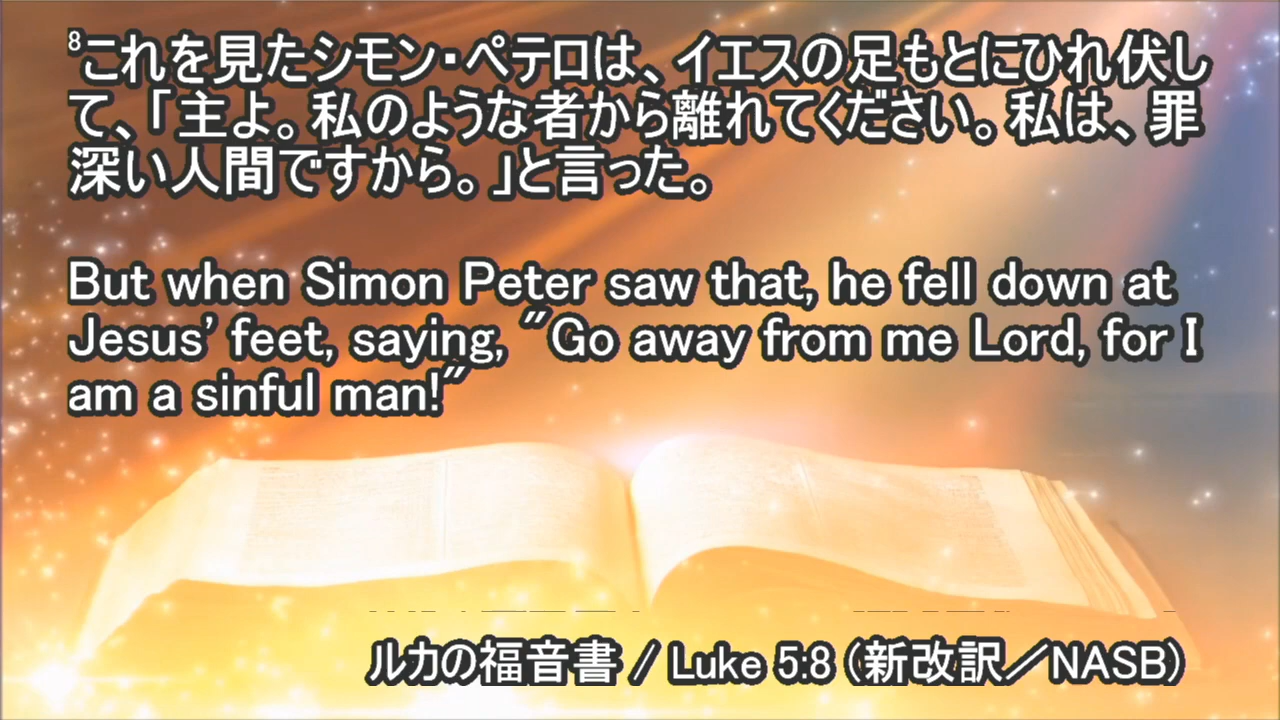 8これを見たシモン・ペテロは、イエスの足もとにひれ伏し
て、「主よ。私のような者から離れてください。私は、罪
深い人間ですから。」と言った。
But when Simon Peter saw that, he fell down at
Jesus' feet, saying, "Go away from me Lord, for I
am a sinful man!"
ルカの福音書 / Luke 5:8 (新改訳／NASB)